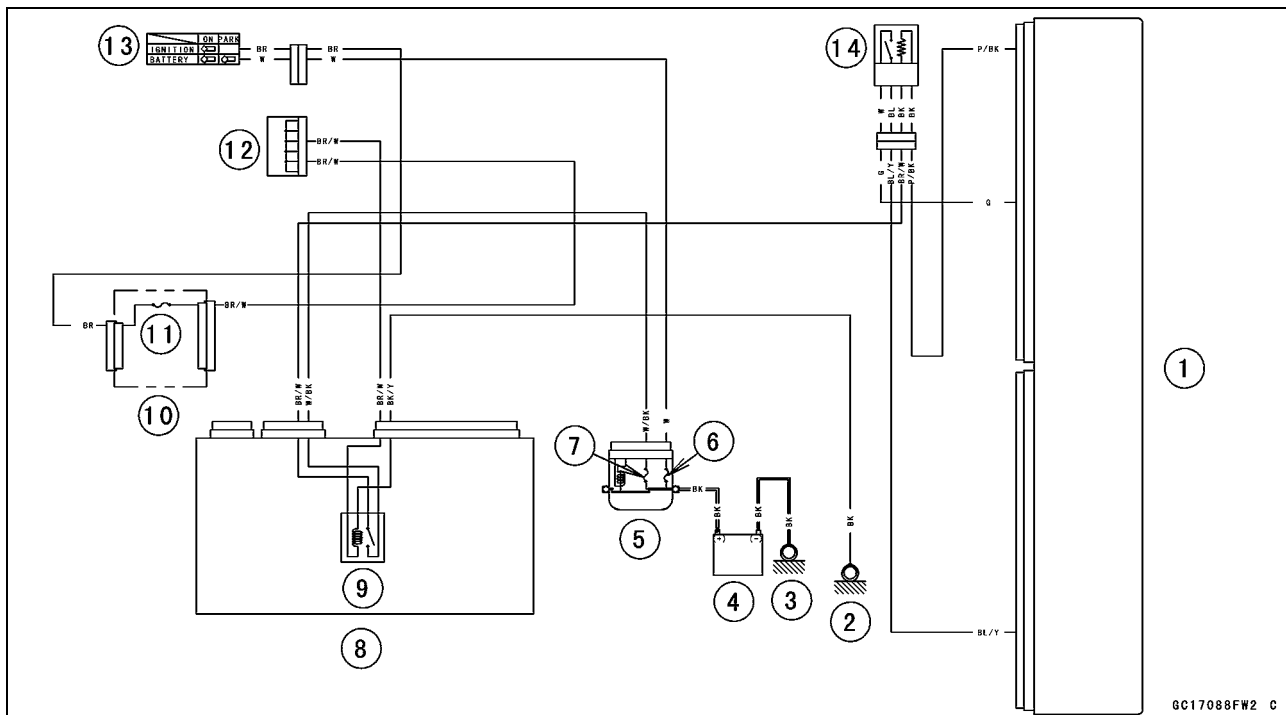 13
ON PARK
IGNITION
BATTERY
BR BR
W W
14
W BL BK BK
P/BK
12
BR/W
BR/W
G BL/Y BR/W P/BK
G
BR/W
BR
11
10
1
BR/W W/BK BR/W BK/Y
W/BK W
7 6
BK
BK BK BK BK
5
(+) (-)
9
4 3 2
8
BL/Y
GC17088FW2 C